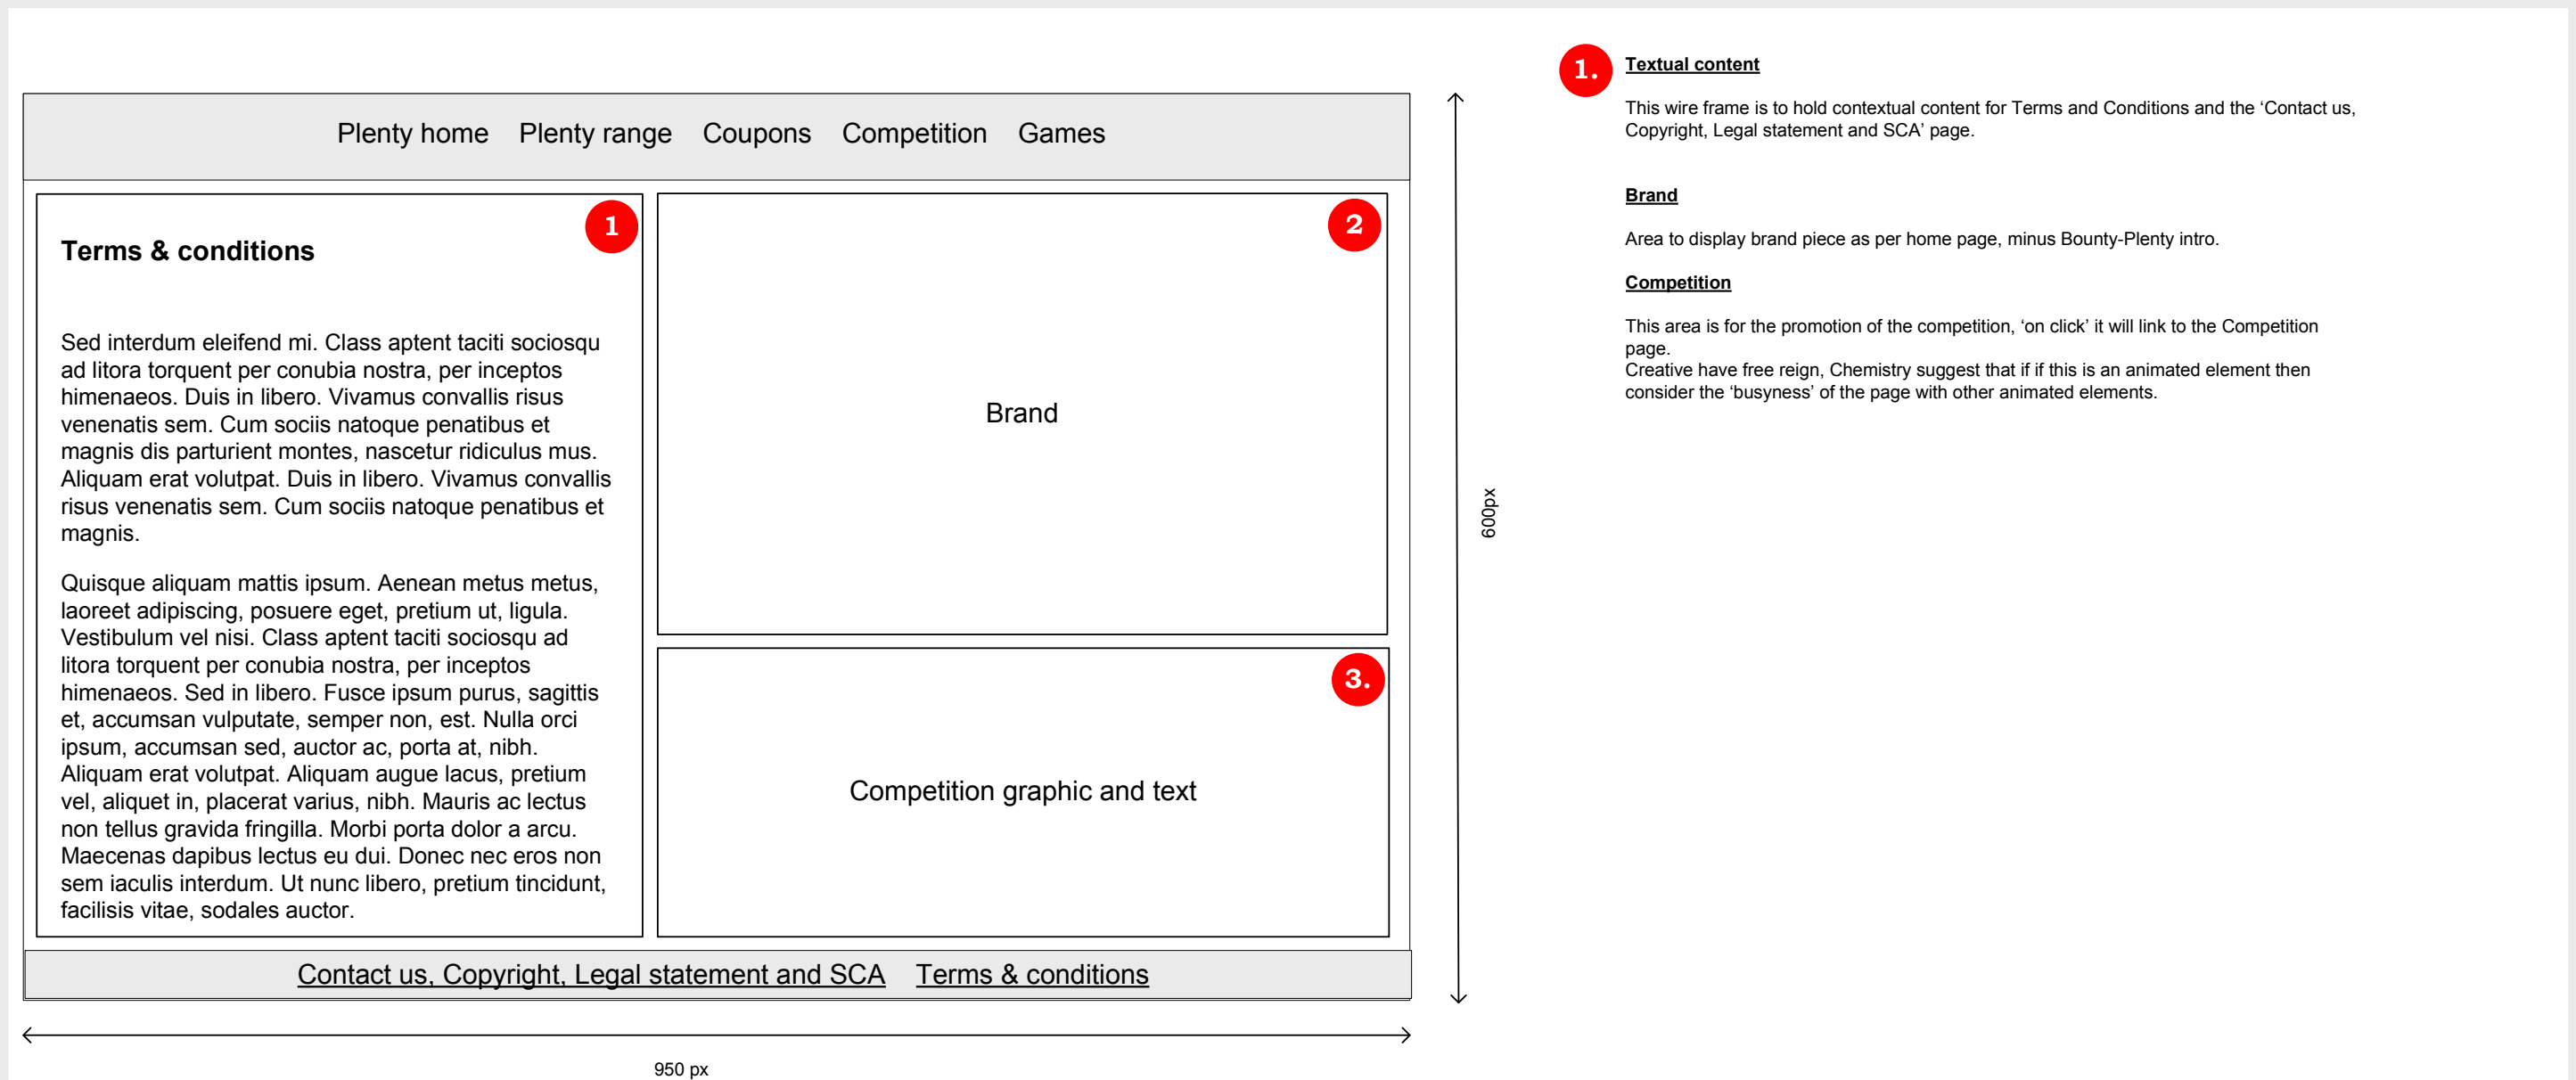 Plenty home Plenty range Coupons Competition Games
1
Terms & conditions
Sed interdum eleifend mi. Class aptent taciti sociosqu
ad litora torquent per conubia nostra, per inceptos
himenaeos. Duis in libero. Vivamus convallis risus
venenatis sem. Cum sociis natoque penatibus et
magnis dis parturient montes, nascetur ridiculus mus.
Aliquam erat volutpat. Duis in libero. Vivamus convallis
risus venenatis sem. Cum sociis natoque penatibus et
magnis.
Quisque aliquam mattis ipsum. Aenean metus metus,
laoreet adipiscing, posuere eget, pretium ut, ligula.
Vestibulum vel nisi. Class aptent taciti sociosqu ad
litora torquent per conubia nostra, per inceptos
himenaeos. Sed in libero. Fusce ipsum purus, sagittis
et, accumsan vulputate, semper non, est. Nulla orci
ipsum, accumsan sed, auctor ac, porta at, nibh.
Aliquam erat volutpat. Aliquam augue lacus, pretium
vel, aliquet in, placerat varius, nibh. Mauris ac lectus
non tellus gravida fringilla. Morbi porta dolor a arcu.
Maecenas dapibus lectus eu dui. Donec nec eros non
sem iaculis interdum. Ut nunc libero, pretium tincidunt,
facilisis vitae, sodales auctor.
2
Brand
3.
Competition graphic and text
Contact us, Copyright, Legal statement and SCA Terms & conditions
950 px
600px
1.
Textual content
This wire frame is to hold contextual content for Terms and Conditions and the ‘Contact us,
Copyright, Legal statement and SCA’ page.
Brand
Area to display brand piece as per home page, minus Bounty-Plenty intro.
Competition
This area is for the promotion of the competition, ‘on click’ it will link to the Competition
page.
Creative have free reign, Chemistry suggest that if if this is an animated element then
consider the ‘busyness’ of the page with other animated elements.